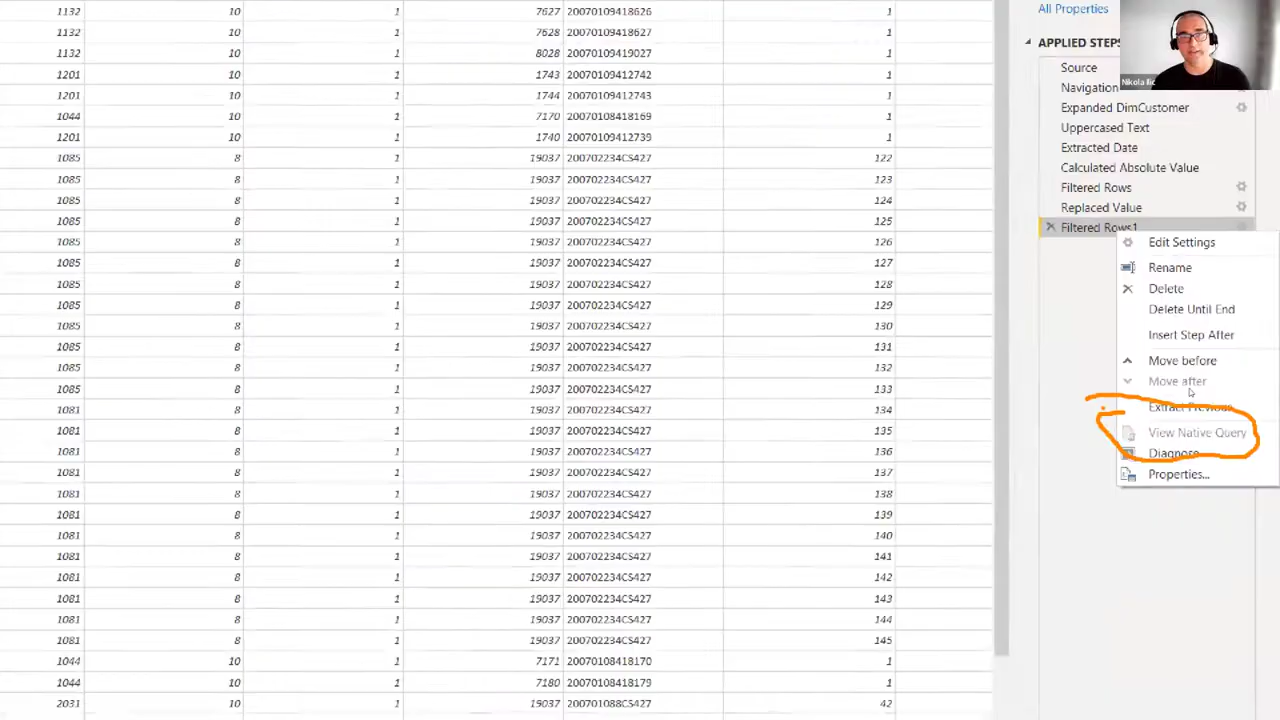 1132 10 1 7627 20070109418626 1
1132 10 1 7628 20070109418627 1
1132 10 1 8028 20070109419027 1
1201 10 1 1743 20070109412742 1
1201 10 1 1744 20070109412743 1
1044 10 1 7170 20070108418169 1
1201 10 1 1740 20070109412739 1
1085 8 1 19037 200702234CS427 122
1085 8 1 19037 200702234CS427 123
1085 8 1 19037 200702234CS427 124
1085 8 1 19037 200702234CS427 125
1085 8 1 19037 200702234CS427 126
1085 8 1 19037 200702234CS427 127
1085 8 1 19037 200702234CS427 128
1085 8 1 19037 200702234CS427 129
1085 8 1 19037 200702234CS427 130
1085 8 1 19037 200702234CS427 131
1085 8 1 19037 200702234CS427 132
1085 8 1 19037 200702234CS427 133
1081 8 1 19037 200702234CS427 134
1081 8 1 19037 200702234CS427 135
1081 8 1 19037 200702234CS427 136
1081 8 1 19037 200702234CS427 137
1081 8 1 19037 200702234CS427 138
1081 8 1 19037 200702234CS427 139
1081 8 1 19037 200702234CS427 140
1081 8 1 19037 200702234CS427 141
1081 8 1 19037 200702234CS427 142
1081 8 1 19037 200702234CS427 143
1081 8 1 19037 200702234CS427 144
1081 8 1 19037 200702234CS427 145
1044 10 1 7171 20070108418170 1
1044 10 1 7180 20070108418179 1
2031 10 1 19037 200701088CS427 42
All Properties
APPLIED STEPS
Nikola Ilic
Source
Navigation
Expanded DimCustomer
Uppercased Text
Extracted Date
Calculated Absolute Value
Filtered Rows
Replaced Value
Filtered Rows1
Edit Settings
Rename
Delete
Delete Until End
Insert Step After
Move before
Move after
Extract Previous
View Native Query
Diagnose
Properties...